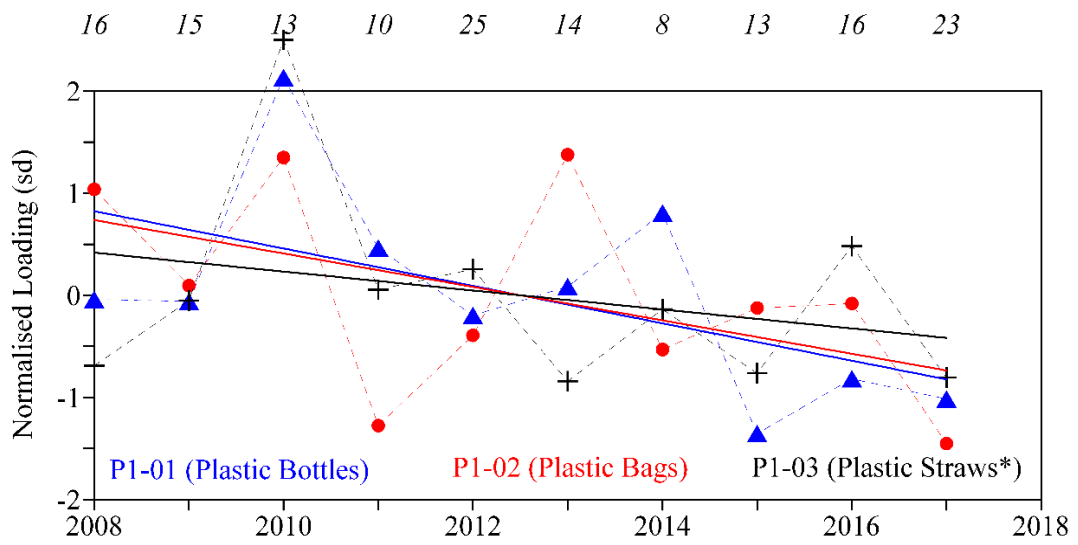 16 15 13 10 25 14 8 13 16 23
2
1
0
-1
-2
Normalised Loading (sd)
P1-01 (Plastic Bottles) P1-02 (Plastic Bags) P1-03 (Plastic Straws*)
2008 2010 2012 2014 2016 2018